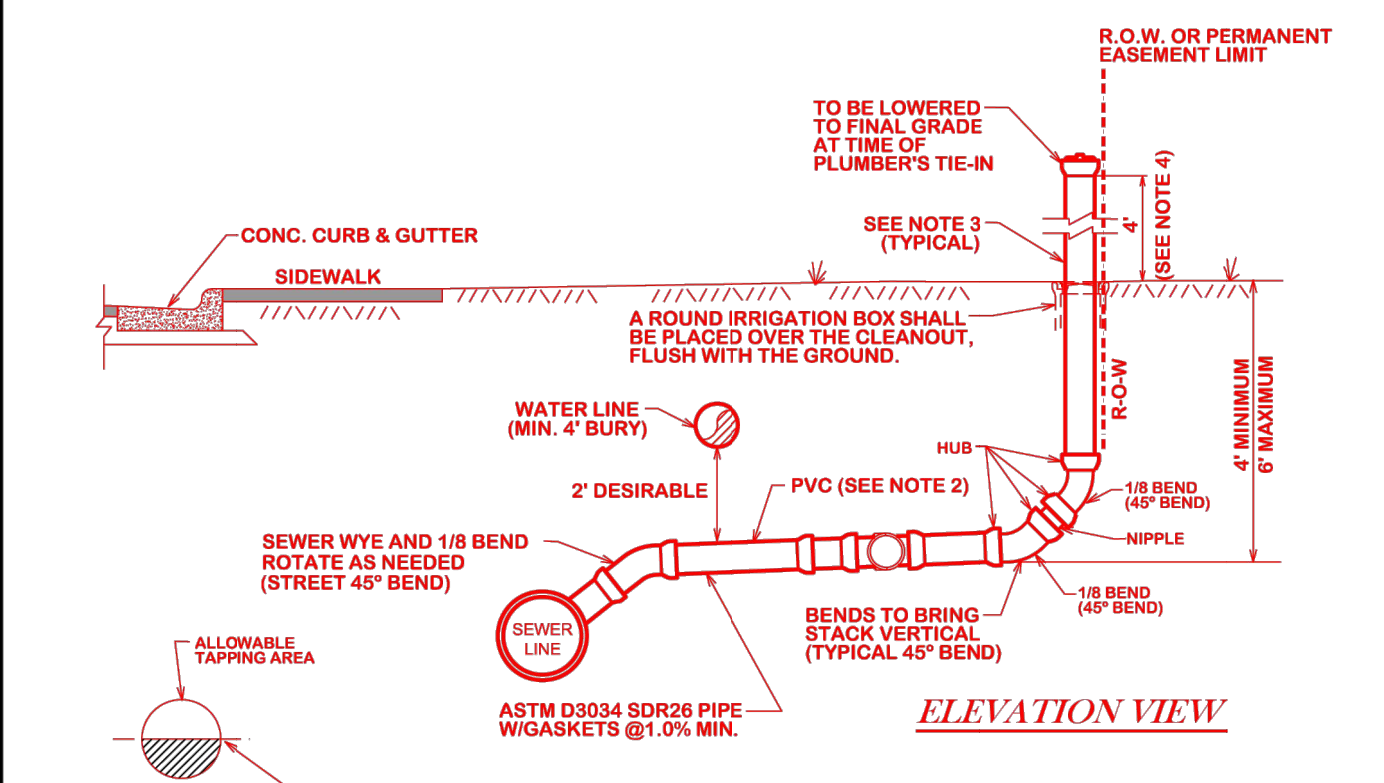 R.O.W. OR PERMANENT
EASEMENT LIMIT
TO BE LOWERED
TO FINAL GRADE
AT TIME OF
PLUMBER'S TIE-IN
4'
(SEE NOTE 4)
SEE NOTE 3
(TYPICAL)
CONC. CURB & GUTTER
SIDEWALK
A ROUND IRRIGATION BOX SHALL
BE PLACED OVER THE CLEANOUT,
FLUSH WITH THE GROUND.
R-O-W
4' MINIMUM
6' MAXIMUM
WATER LINE
(MIN. 4' BURY)
HUB
2' DESIRABLE
PVC (SEE NOTE 2)
1/8 BEND
(45º BEND)
NIPPLE
SEWER WYE AND 1/8 BEND
ROTATE AS NEEDED
(STREET 45º BEND)
1/8 BEND
(45º BEND)
BENDS TO BRING
STACK VERTICAL
(TYPICAL 45º BEND)
SEWER
LINE
ALLOWABLE
TAPPING AREA
ASTM D3034 SDR26 PIPE
W/GASKETS @1.0% MIN.
ELEVATION VIEW